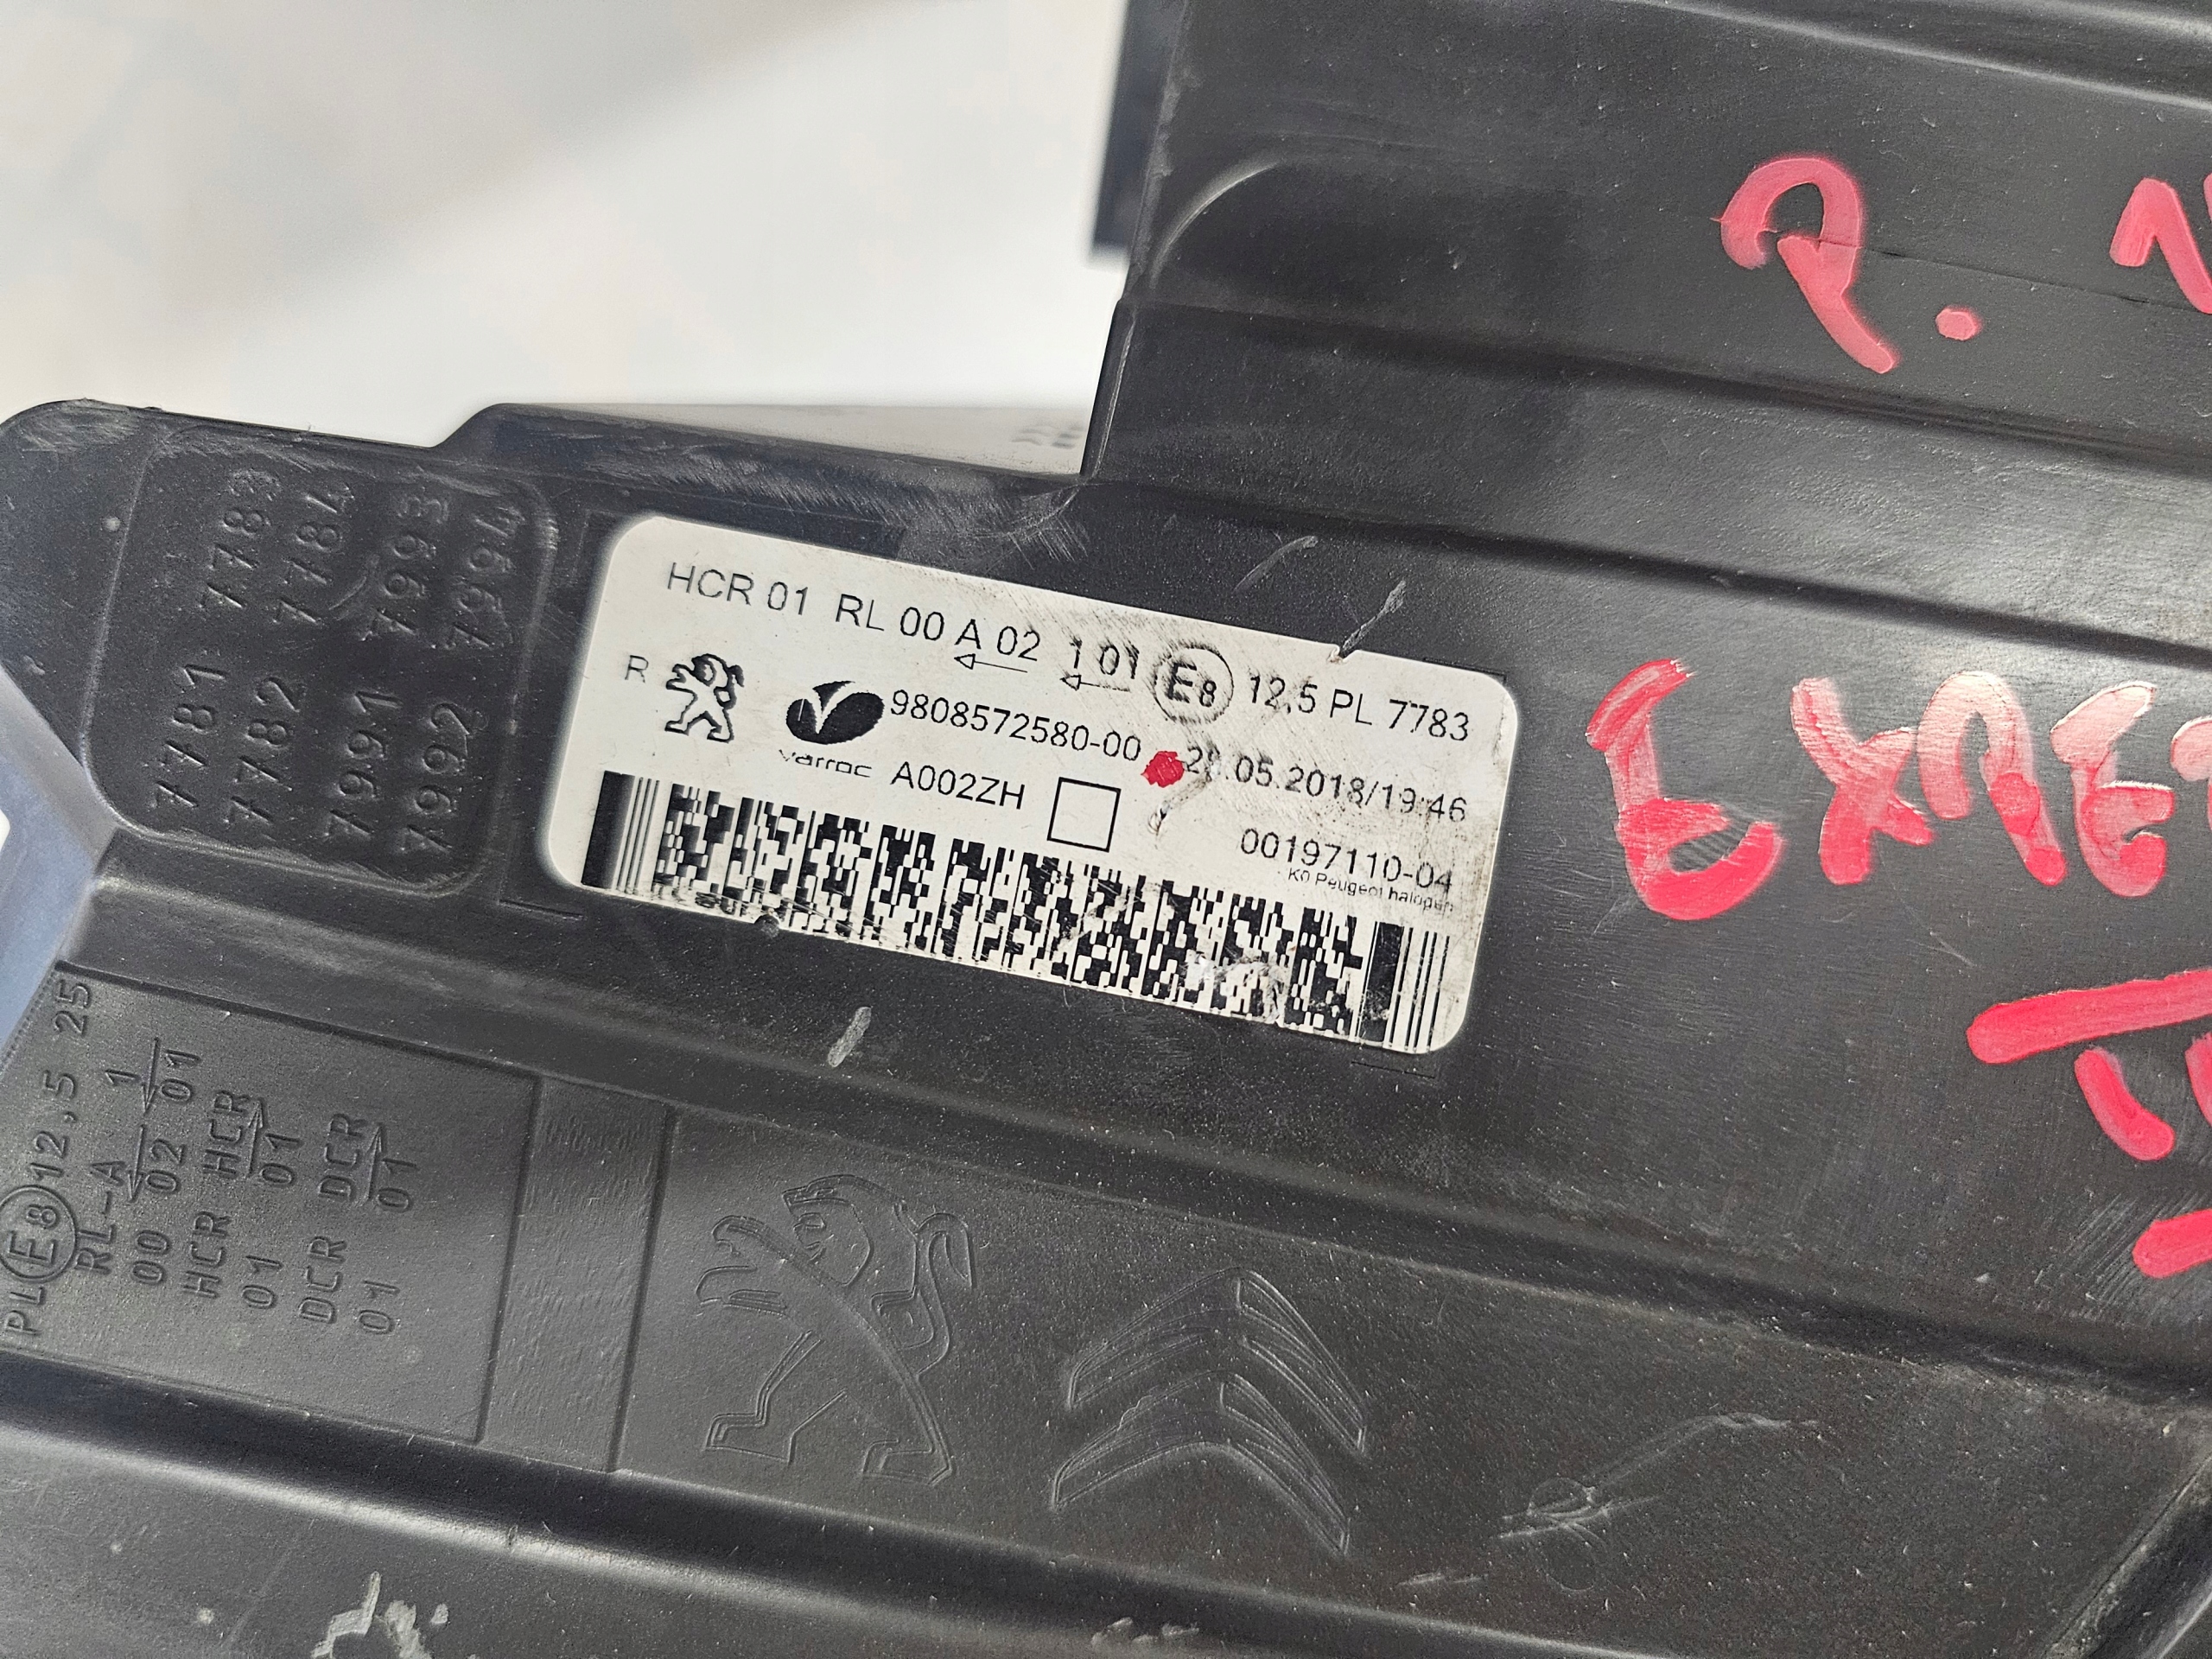 7783
7784
7993
7994
7781
7782
7991
7992
HCR 01 RL 00 A 02 1 01 E8 12,5 PL 7783
R
9808572580-00
.05.2018/19:46
varroc A002ZH
00197110-04
K0 Peugeot halogen
PL E8 12,5 25
RL-A 1
00 02 01
HCR HCR
01 01
DCR DCR
01 01